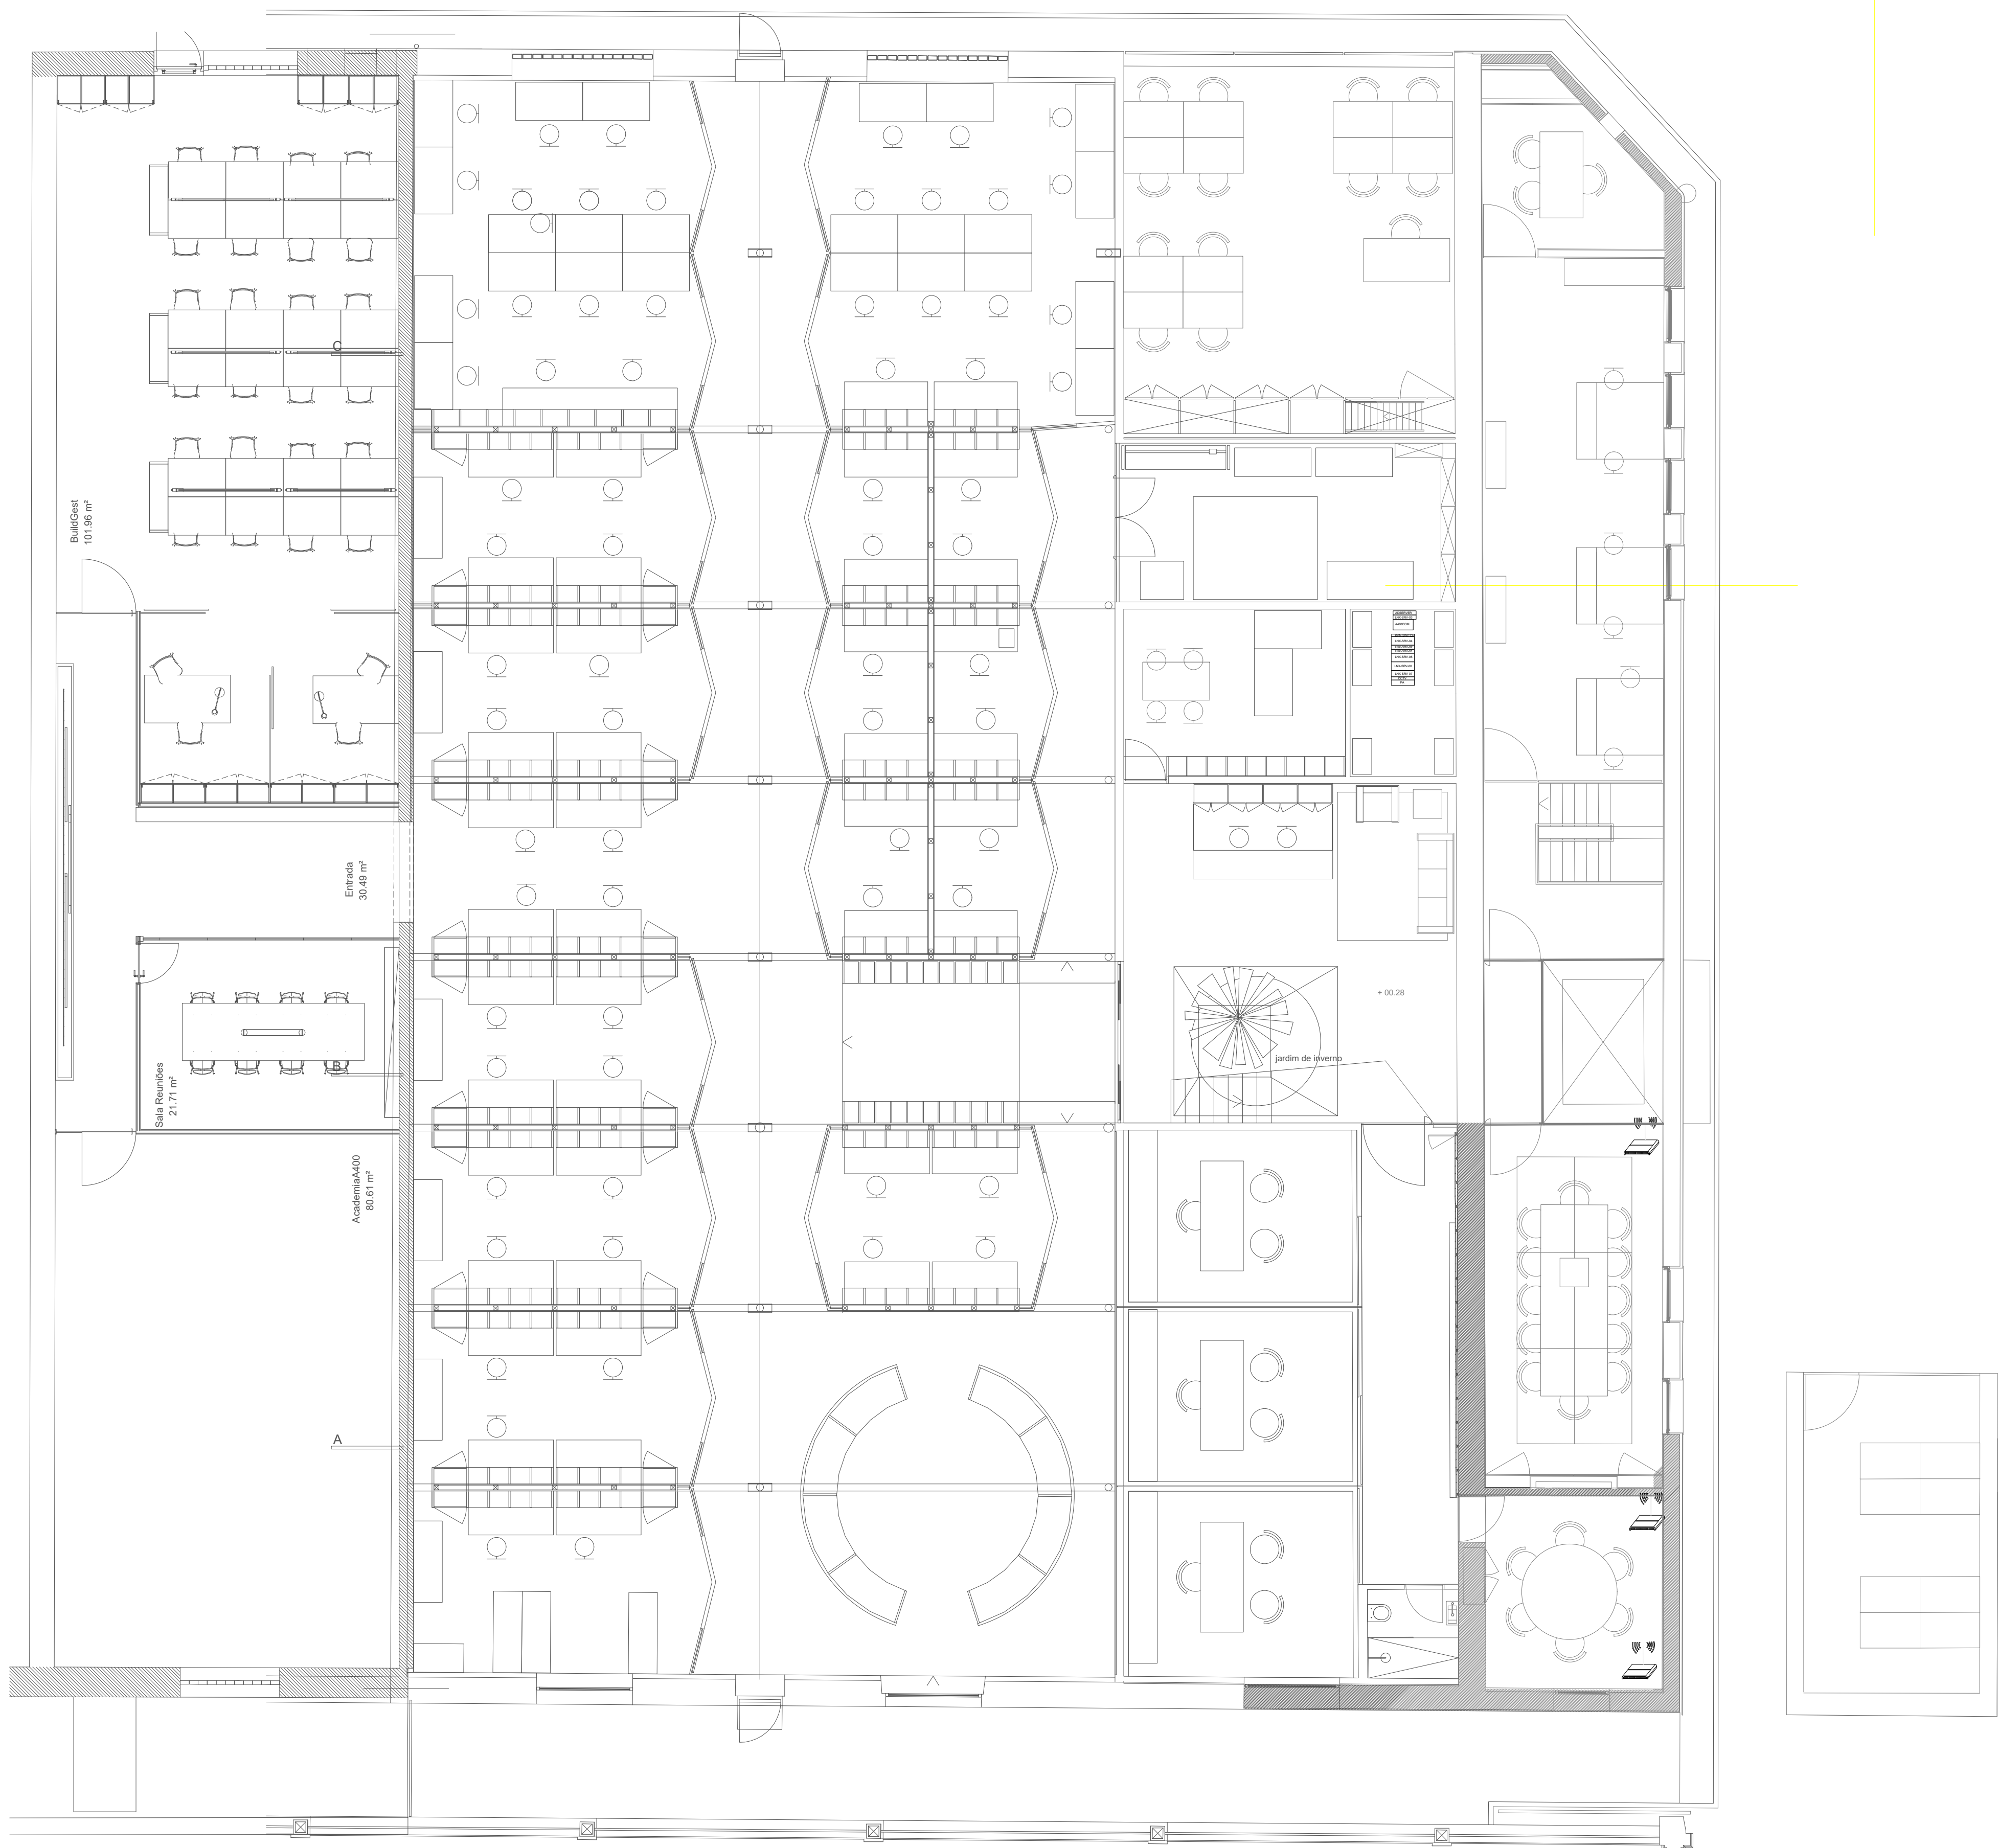 C
BuildGest
101.96 m²
Entrada
30.49 m²
+ 00.28
jardim de inverno
B
Sala Reuniões
21.71 m²
AcademiaA400
80.61 m²
A